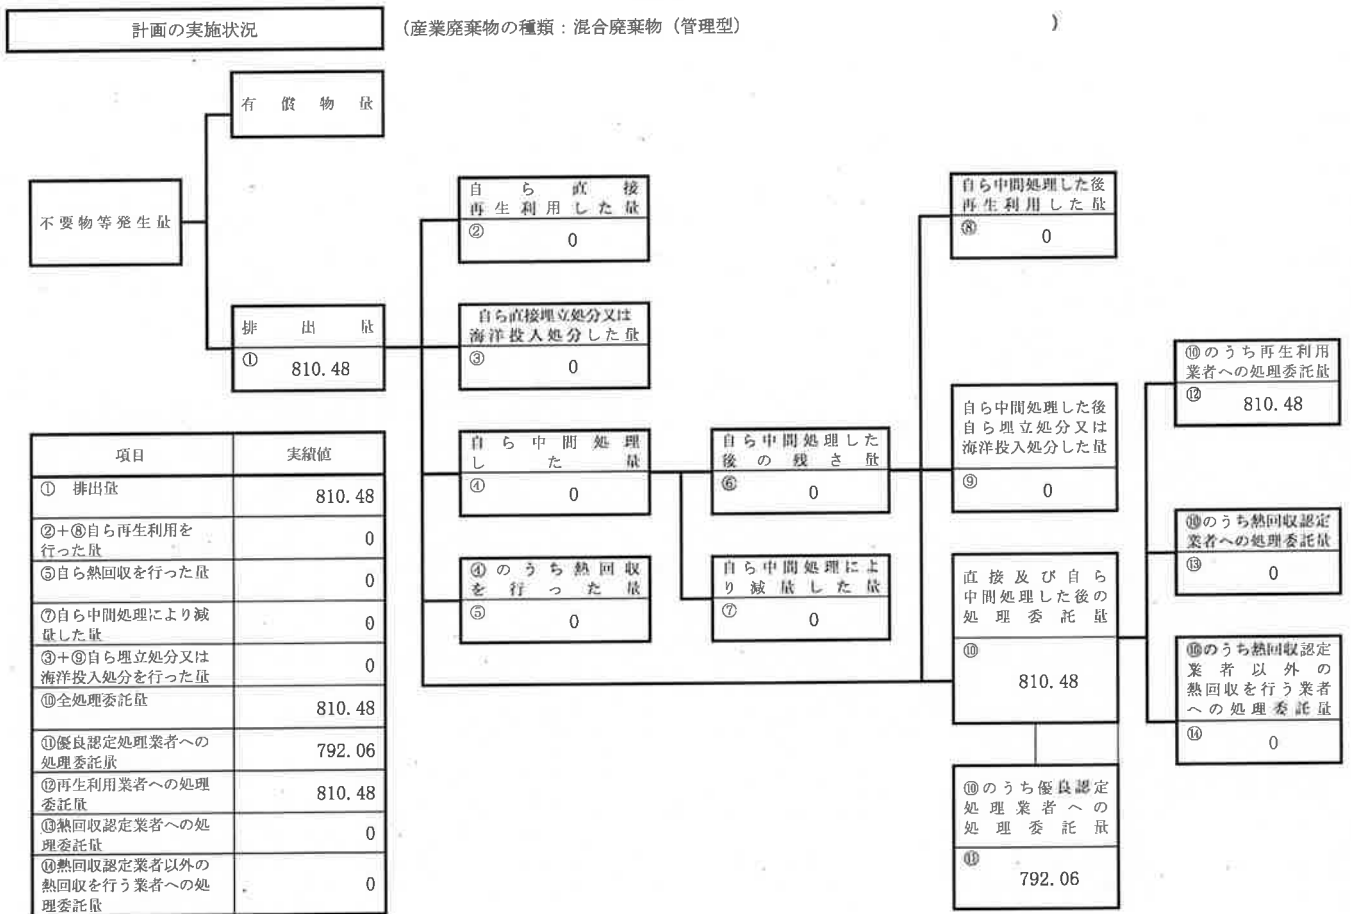 計画の実施状況
(産業廃棄物の種類：混合廃棄物（管理型） )
有償物量
不要物等発生量
排出量
①
810.48
自ら直接
再生利用した量
②
0
自ら直接埋立処分又は
海洋投入処分した量
③
0
自ら中間処理
した量
④
0
④のうち熱回収
を行った量
⑤
0
自ら中間処理した
後の残さ量
⑥
0
自ら中間処理によ
り減量した量
⑦
0
自ら中間処理した後
再生利用した量
⑧
0
自ら中間処理した後
自ら埋立処分又は
海洋投入処分した量
⑨
0
直接及び自ら
中間処理した後の
処理委託量
⑩
810.48
⑩のうち優良認定
処理業者への
処理委託量
⑪
792.06
⑩のうち再生利用
業者への処理委託量
⑫
810.48
⑩のうち熱回収認定
業者への処理委託量
⑬
0
⑩のうち熱回収認定
業者以外の
熱回収を行う業者
への処理委託量
⑭
0
項目 実績値
① 排出量 810.48
②＋⑧自ら再生利用を
行った量 0
⑤自ら熱回収を行った量 0
⑦自ら中間処理により減
量した量 0
③＋⑨自ら埋立処分又は
海洋投入処分を行った量 0
⑩全処理委託量 810.48
⑪優良認定処理業者への
処理委託量 792.06
⑫再生利用業者への処理
委託量 810.48
⑬熱回収認定業者への処
理委託量 0
⑭熱回収認定業者以外の
熱回収を行う業者への処
理委託量 0